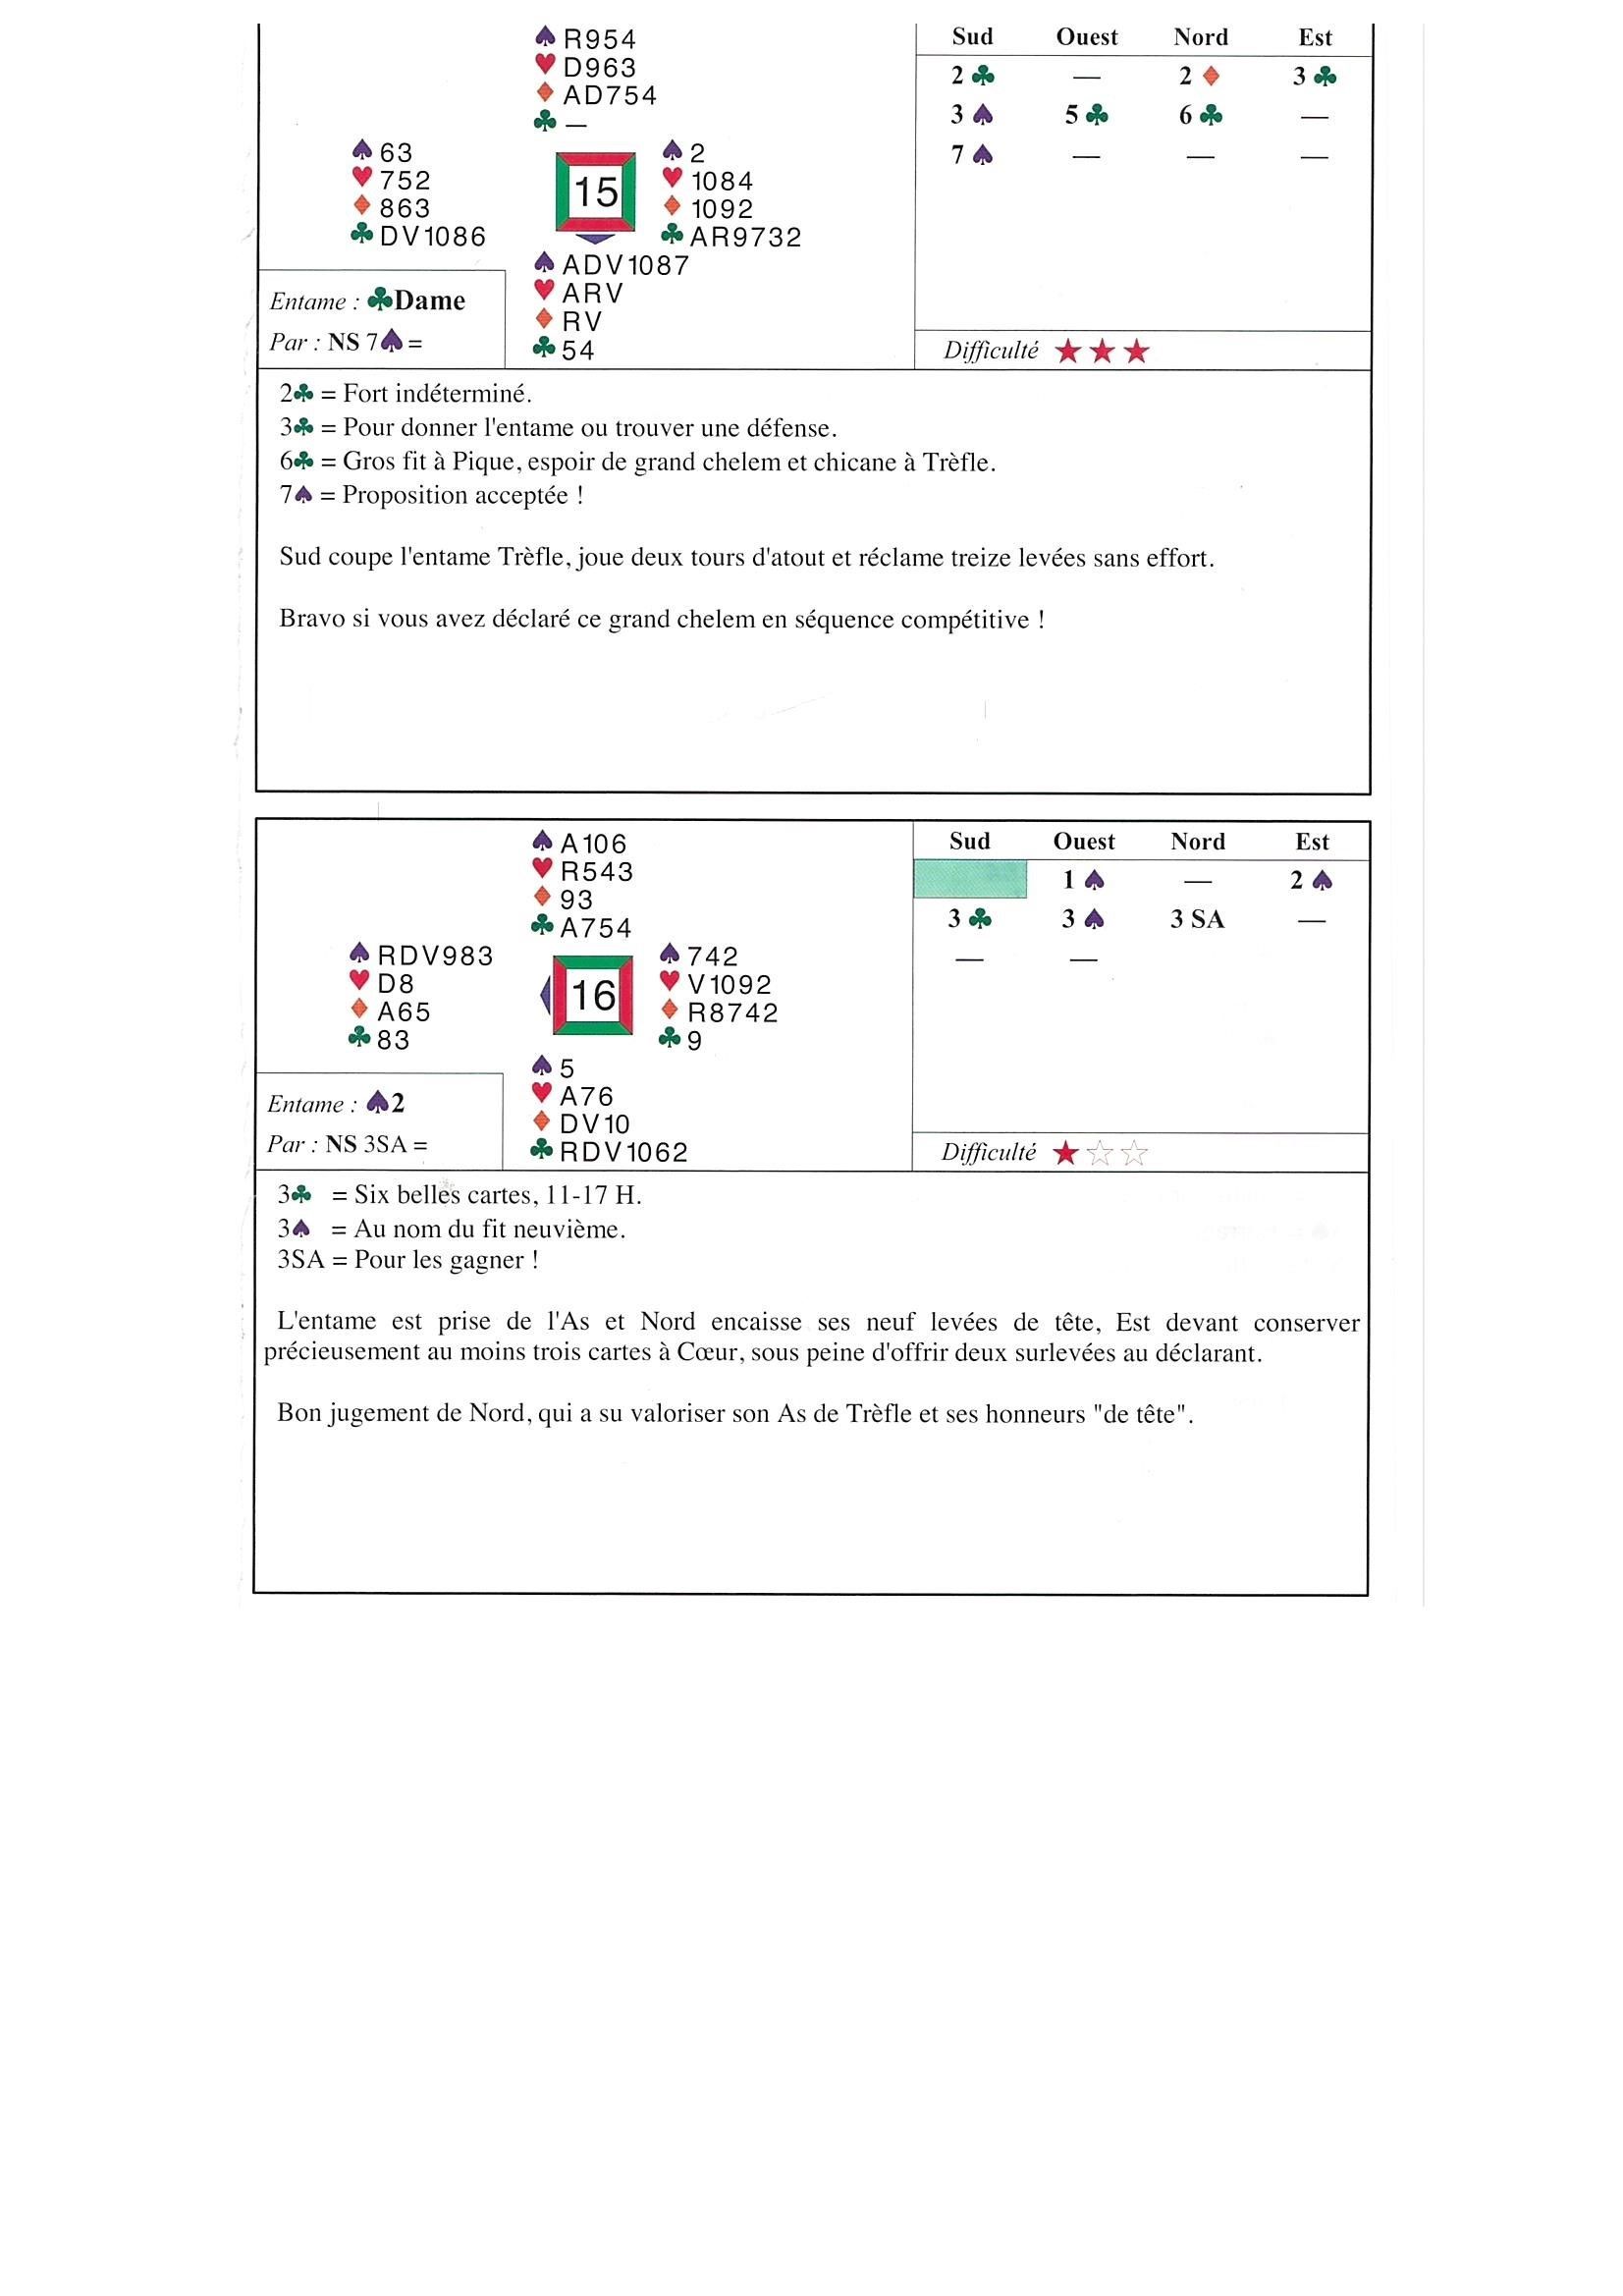 ♠ R954
♥ D963
♦ AD754
♣ —
♠ 63
♥ 752
♦ 863
♣ DV1086
15
♠ 2
♥ 1084
♦ 1092
♣ AR9732
♠ ADV1087
♥ ARV
♦ RV
♣ 54
Entame : ♣Dame
Par : NS 7♠ =
Sud Ouest Nord Est
2 ♣ — 2 ♦ 3 ♣
3 ♠ 5 ♣ 6 ♣ —
7 ♠ — — —
Difficulté ★ ★ ★
2♣ = Fort indéterminé.
3♣ = Pour donner l'entame ou trouver une défense.
6♣ = Gros fit à Pique, espoir de grand chelem et chicane à Trèfle.
7♠ = Proposition acceptée !
Sud coupe l'entame Trèfle, joue deux tours d'atout et réclame treize levées sans effort.
Bravo si vous avez déclaré ce grand chelem en séquence compétitive !
♠ A106
♥ R543
♦ 93
♣ A754
♠ RDV983
♥ D8
♦ A65
♣ 83
16
♠ 742
♥ V1092
♦ R8742
♣ 9
♠ 5
♥ A76
♦ DV10
♣ RDV1062
Entame : ♠2
Par : NS 3SA =
Sud Ouest Nord Est
1 ♠ — 2 ♠
3 ♣ 3 ♠ 3 SA —
— —
Difficulté ★ ☆ ☆
3♣ = Six belles cartes, 11-17 H.
3♠ = Au nom du fit neuvième.
3SA = Pour les gagner !
L'entame est prise de l'As et Nord encaisse ses neuf levées de tête, Est devant conserver
précieusement au moins trois cartes à Cœur, sous peine d'offrir deux surlevées au déclarant.
Bon jugement de Nord, qui a su valoriser son As de Trèfle et ses honneurs "de tête".